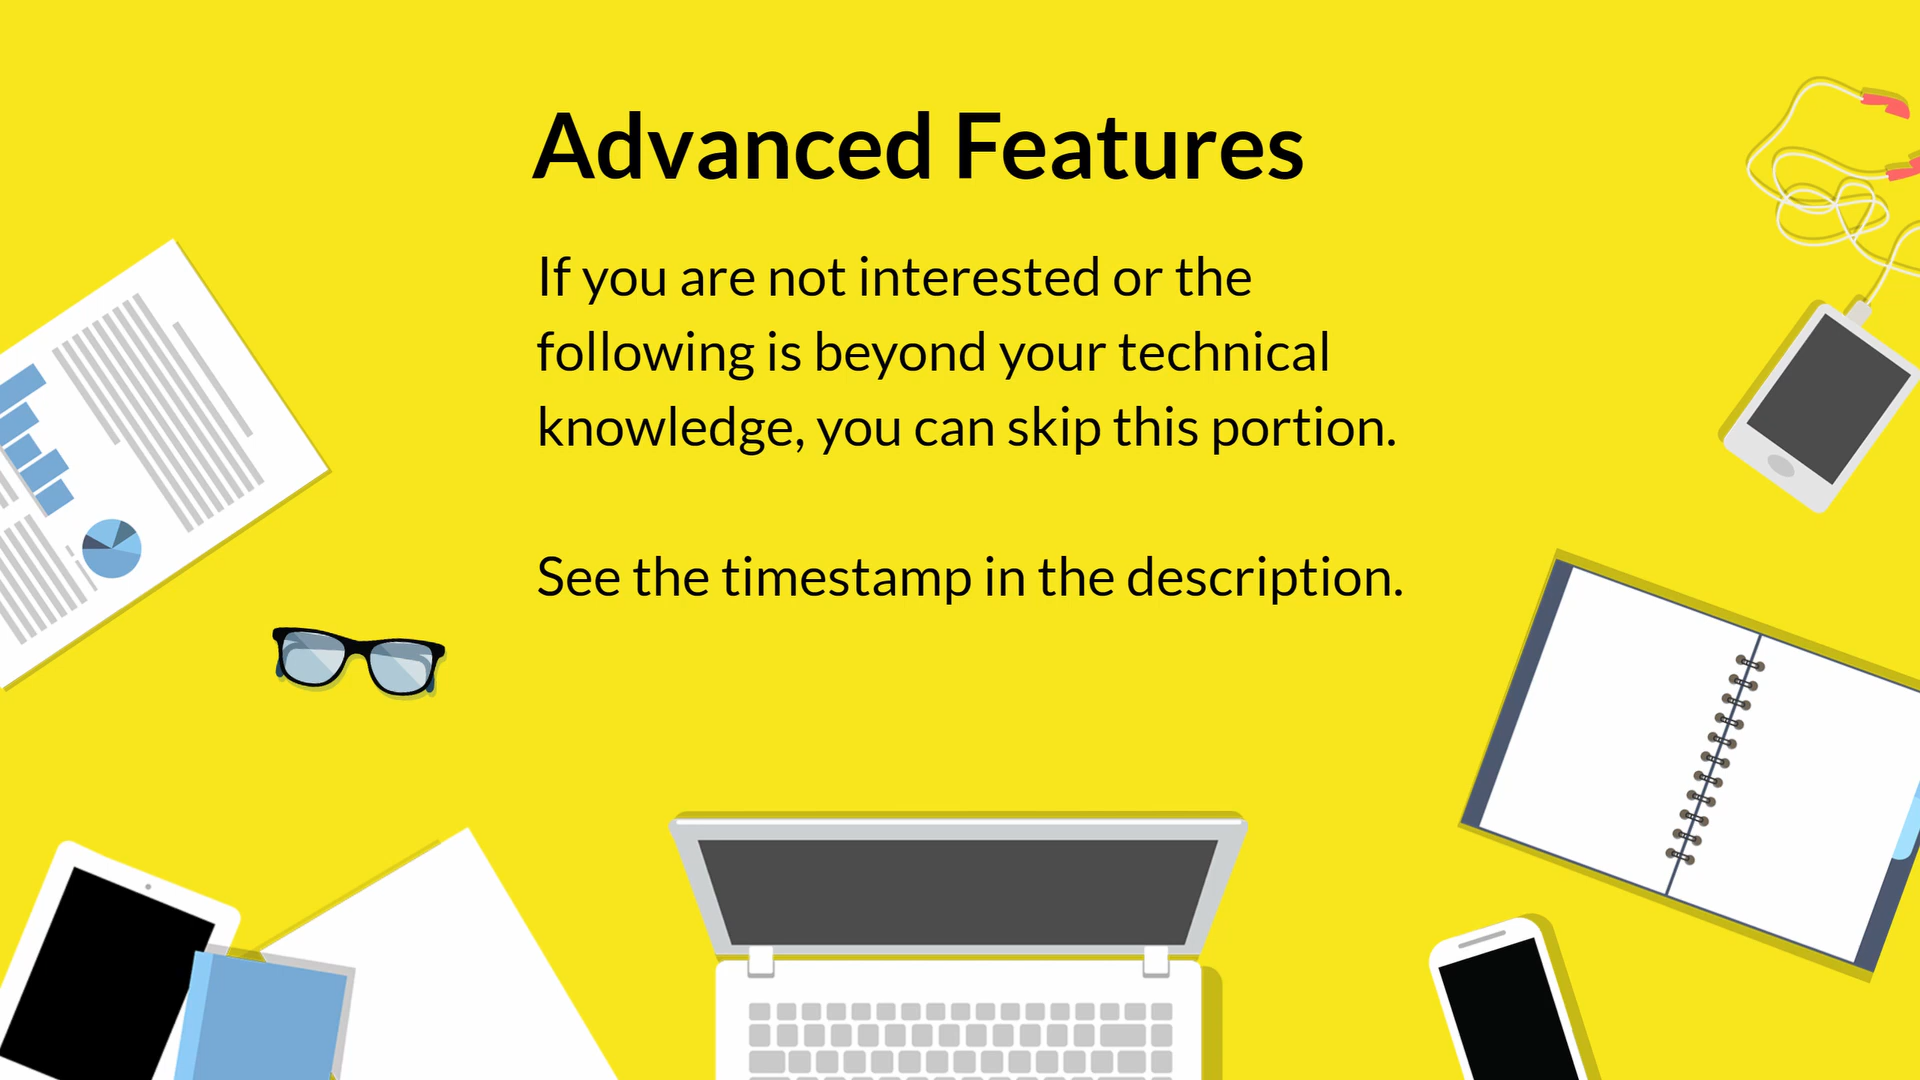 Advanced Features
If you are not interested or the
following is beyond your technical
knowledge, you can skip this portion.
See the timestamp in the description.